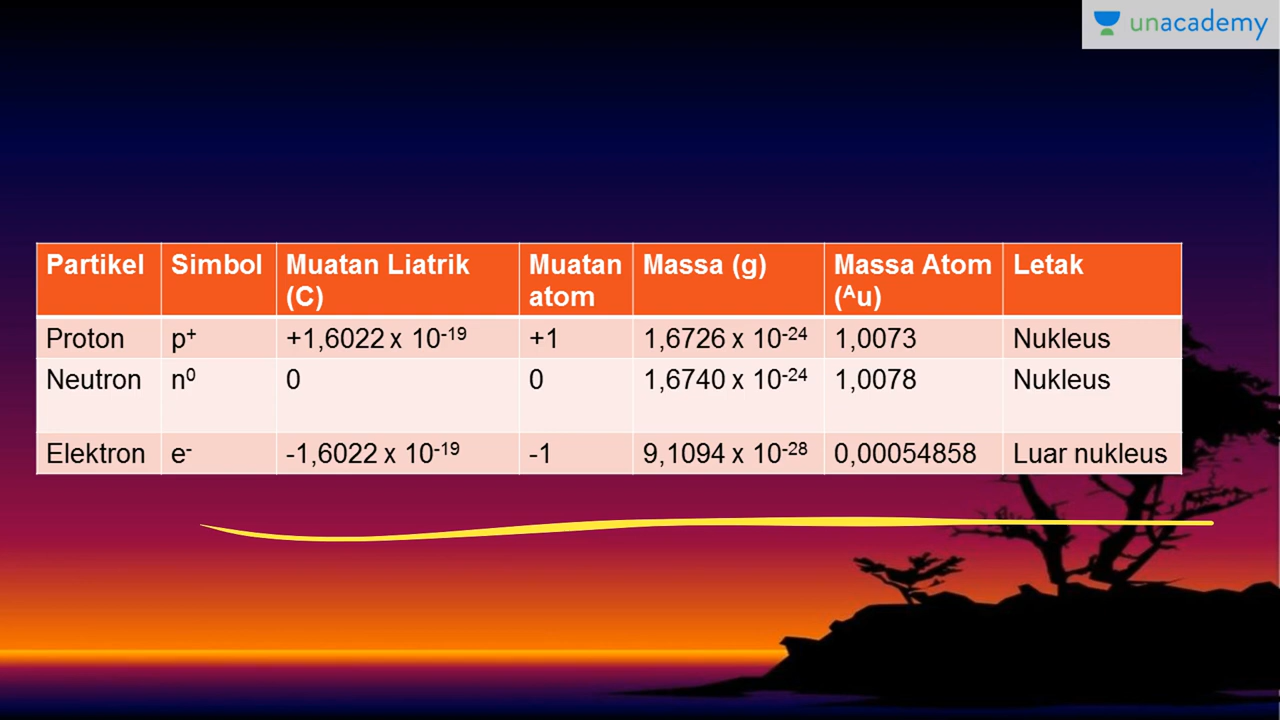 unacademy
Partikel Simbol Muatan Liatrik (C) Muatan atom Massa (g) Massa Atom (ᴬu) Letak
Proton p⁺ +1,6022 x 10⁻¹⁹ +1 1,6726 x 10⁻²⁴ 1,0073 Nukleus
Neutron n⁰ 0 0 1,6740 x 10⁻²⁴ 1,0078 Nukleus
Elektron e⁻ -1,6022 x 10⁻¹⁹ -1 9,1094 x 10⁻²⁸ 0,00054858 Luar nukleus